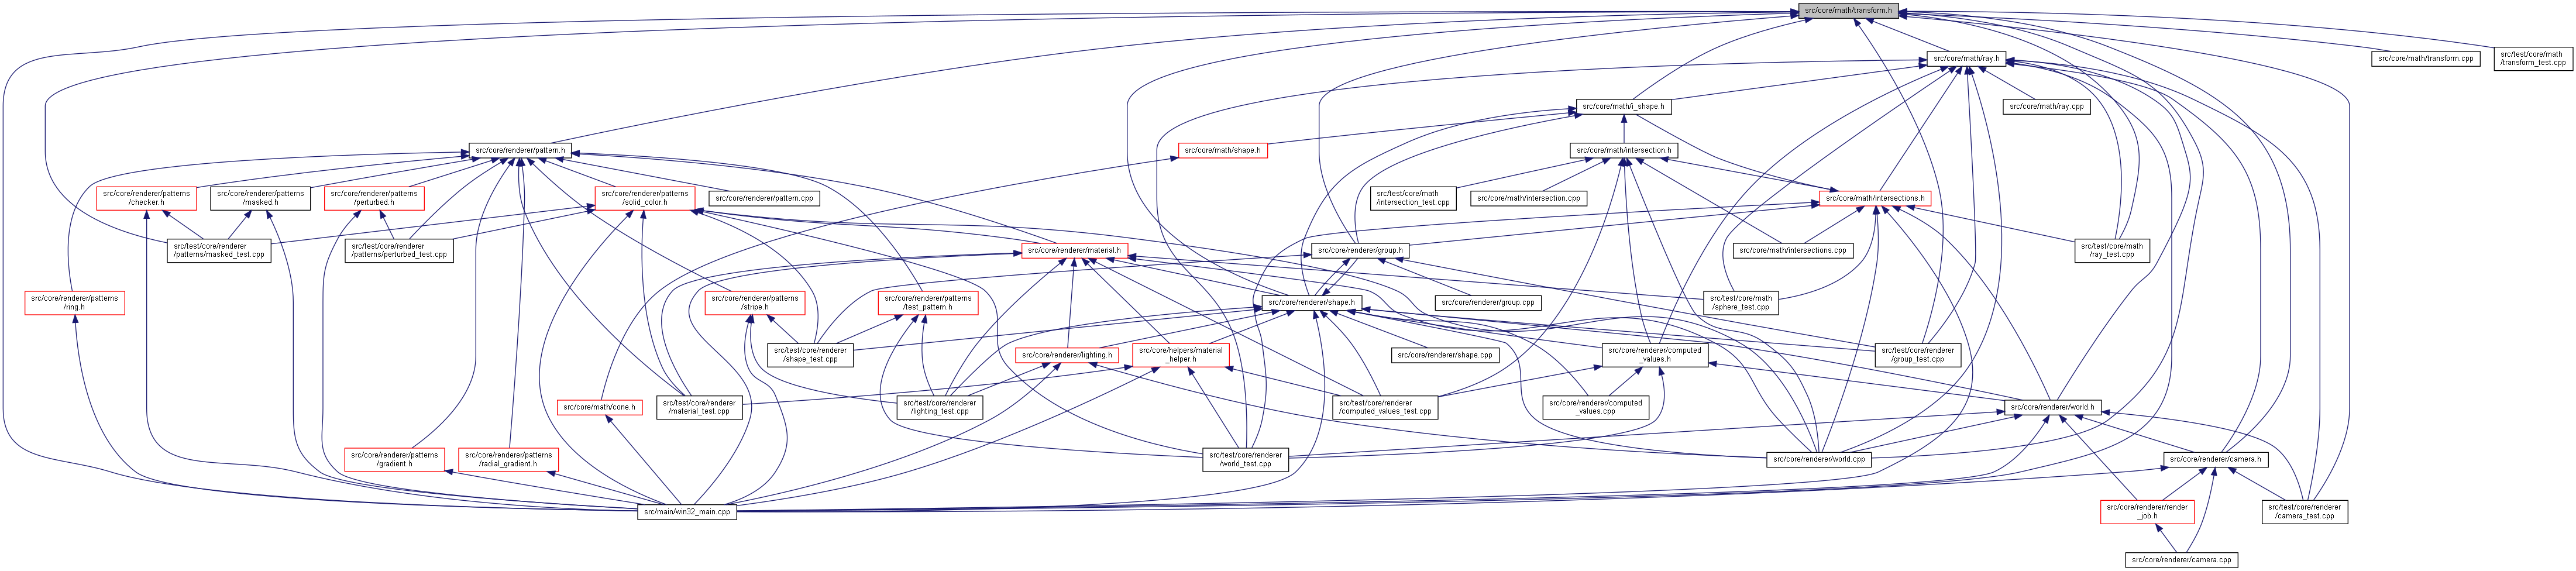 src/core/math/transform.h
src/core/math/ray.h
src/core/math/transform.cpp
src/test/core/math
/transform_test.cpp
src/core/math/i_shape.h
src/core/math/ray.cpp
src/core/renderer/pattern.h
src/core/math/shape.h
src/core/math/intersection.h
src/core/renderer/patterns
/checker.h
src/core/renderer/patterns
/masked.h
src/core/renderer/patterns
/perturbed.h
src/core/renderer/patterns
/solid_color.h
src/core/renderer/pattern.cpp
src/test/core/math
/intersection_test.cpp
src/core/math/intersection.cpp
src/core/math/intersections.h
src/test/core/renderer
/patterns/masked_test.cpp
src/test/core/renderer
/patterns/perturbed_test.cpp
src/core/renderer/material.h
src/core/renderer/group.h
src/core/math/intersections.cpp
src/test/core/math
/ray_test.cpp
src/core/renderer/patterns
/ring.h
src/core/renderer/patterns
/stripe.h
src/core/renderer/patterns
/test_pattern.h
src/core/renderer/shape.h
src/core/renderer/group.cpp
src/test/core/math
/sphere_test.cpp
src/test/core/renderer
/shape_test.cpp
src/core/renderer/lighting.h
src/core/helpers/material
_helper.h
src/core/renderer/shape.cpp
src/core/renderer/computed
_values.h
src/test/core/renderer
/group_test.cpp
src/core/math/cone.h
src/test/core/renderer
/material_test.cpp
src/test/core/renderer
/lighting_test.cpp
src/test/core/renderer
/computed_values_test.cpp
src/core/renderer/computed
_values.cpp
src/core/renderer/world.h
src/core/renderer/patterns
/gradient.h
src/core/renderer/patterns
/radial_gradient.h
src/test/core/renderer
/world_test.cpp
src/core/renderer/world.cpp
src/core/renderer/camera.h
src/main/win32_main.cpp
src/core/renderer/render
_job.h
src/test/core/renderer
/camera_test.cpp
src/core/renderer/camera.cpp